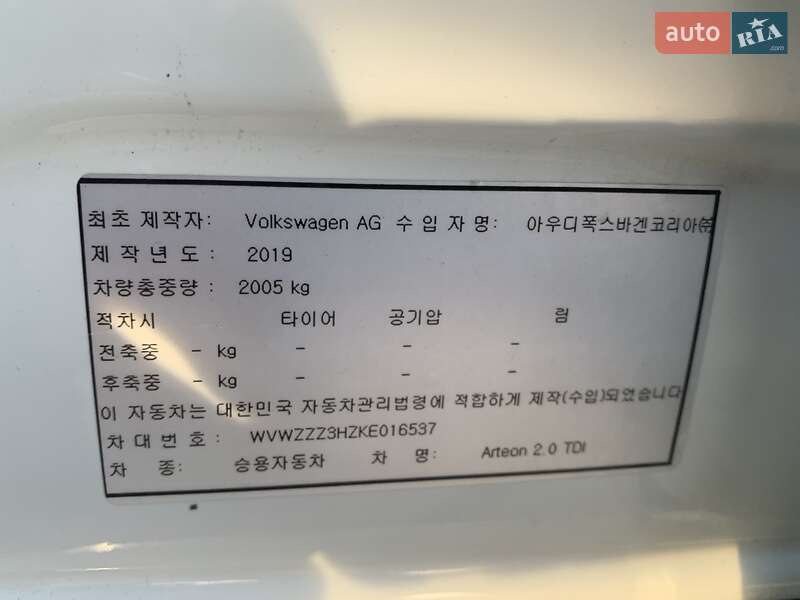 auto RIA
최초 제작자: Volkswagen AG 수 입 자 명: 아우디폭스바겐코리아㈜
제 작 년 도 : 2019
차량총중량 : 2005 kg
적차시 타이어 공기압 림
전축중 - kg - - -
후축중 - kg - -
이 자동차는 대한민국 자동차관리법령에 적합하게 제작(수입)되었습니다
차 대 번 호 : WVWZZZ3HZKE016537
차 종: 승용자동차 차 명: Arteon 2.0 TDI